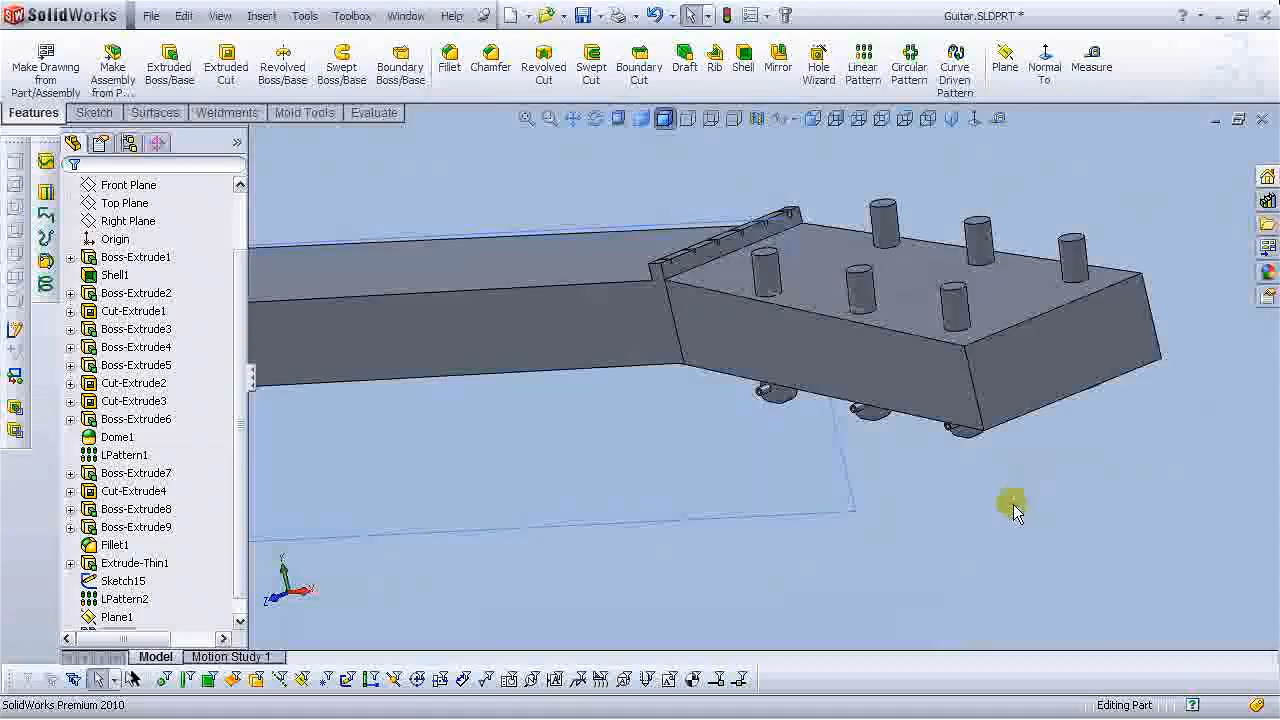 SolidWorks File Edit View Insert Tools Toolbox Window Help Guitar.SLDPRT *
Make Drawing from Part/Assembly
Make Assembly from P...
Extruded Boss/Base
Extruded Cut
Revolved Boss/Base
Swept Boss/Base
Boundary Boss/Base
Fillet
Chamfer
Revolved Cut
Swept Cut
Boundary Cut
Draft
Rib
Shell
Mirror
Hole Wizard
Linear Pattern
Circular Pattern
Curve Driven Pattern
Plane
Normal To
Measure
Features Sketch Surfaces Weldments Mold Tools Evaluate
Front Plane
Top Plane
Right Plane
Origin
Boss-Extrude1
Shell1
Boss-Extrude2
Cut-Extrude1
Boss-Extrude3
Boss-Extrude4
Boss-Extrude5
Cut-Extrude2
Cut-Extrude3
Boss-Extrude6
Dome1
LPattern1
Boss-Extrude7
Cut-Extrude4
Boss-Extrude8
Boss-Extrude9
Fillet1
Extrude-Thin1
Sketch15
LPattern2
Plane1
Y
Z
Model Motion Study 1
SolidWorks Premium 2010 Editing Part